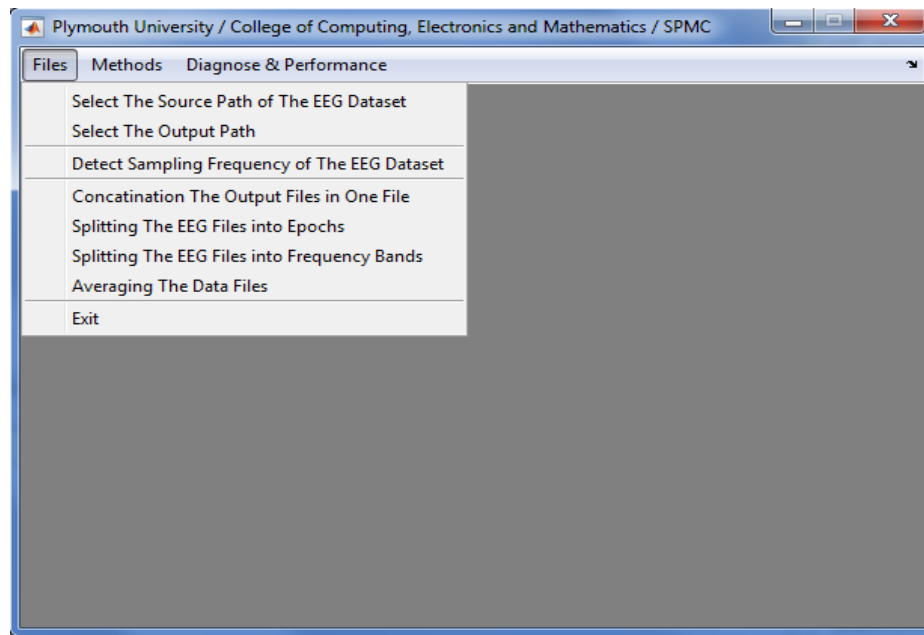 Plymouth University / College of Computing, Electronics and Mathematics / SPMC
Files Methods Diagnose & Performance
Select The Source Path of The EEG Dataset
Select The Output Path
Detect Sampling Frequency of The EEG Dataset
Concatination The Output Files in One File
Splitting The EEG Files into Epochs
Splitting The EEG Files into Frequency Bands
Averaging The Data Files
Exit